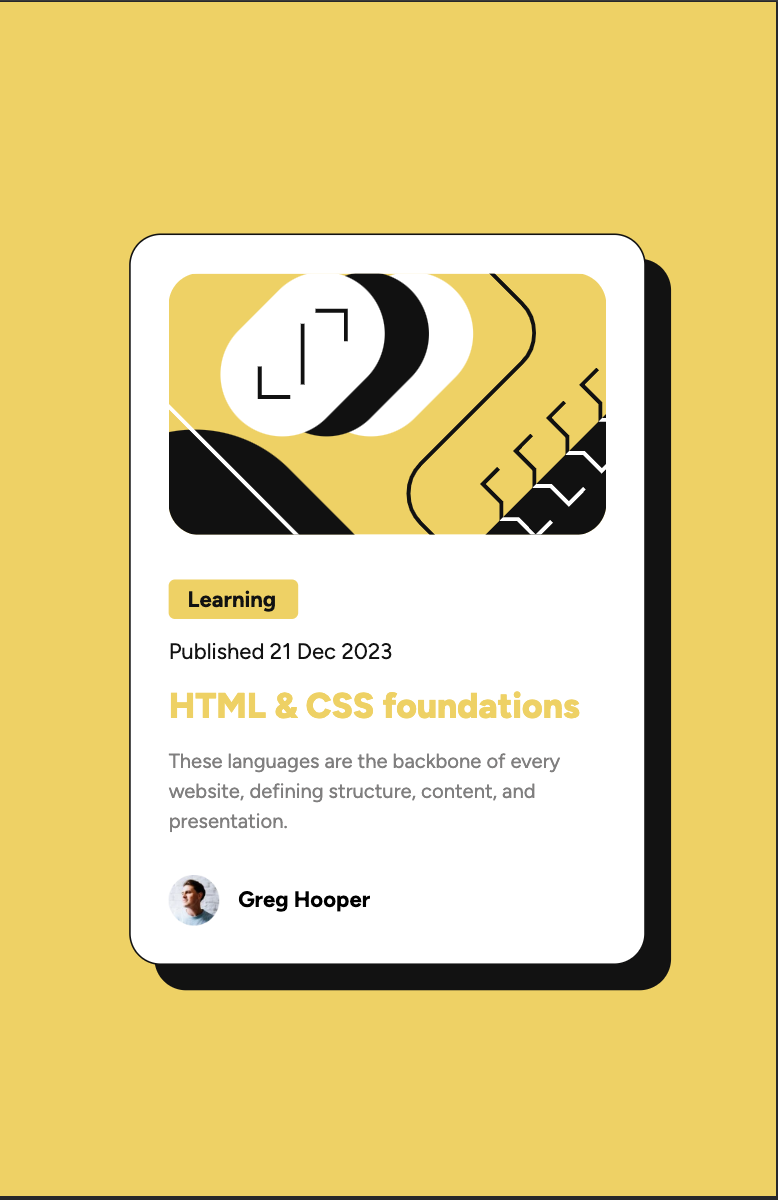 Learning
Published 21 Dec 2023
HTML & CSS foundations
These languages are the backbone of every
website, defining structure, content, and
presentation.
Greg Hooper